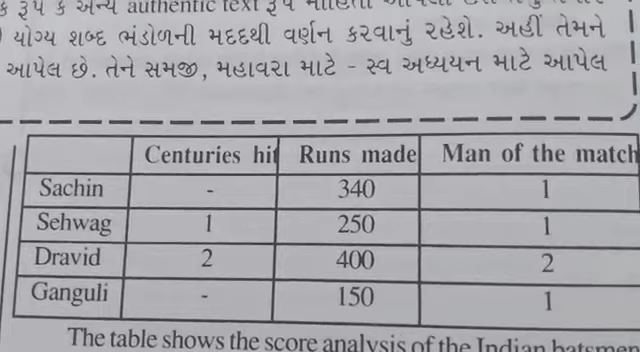 રૂપ કે અન્ય authentic text રૂપે માહિતી
યોગ્ય શબ્દ ભંડોળની મદદથી વર્ણન કરવાનું રહેશે. અહીં તેમને
આપેલ છે. તેને સમજી, મહાવરા માટે - સ્વ અધ્યયન માટે આપેલ
Centuries hit Runs made Man of the match
Sachin - 340 1
Sehwag 1 250 1
Dravid 2 400 2
Ganguli - 150 1
The table shows the score analysis of the Indian batsmen